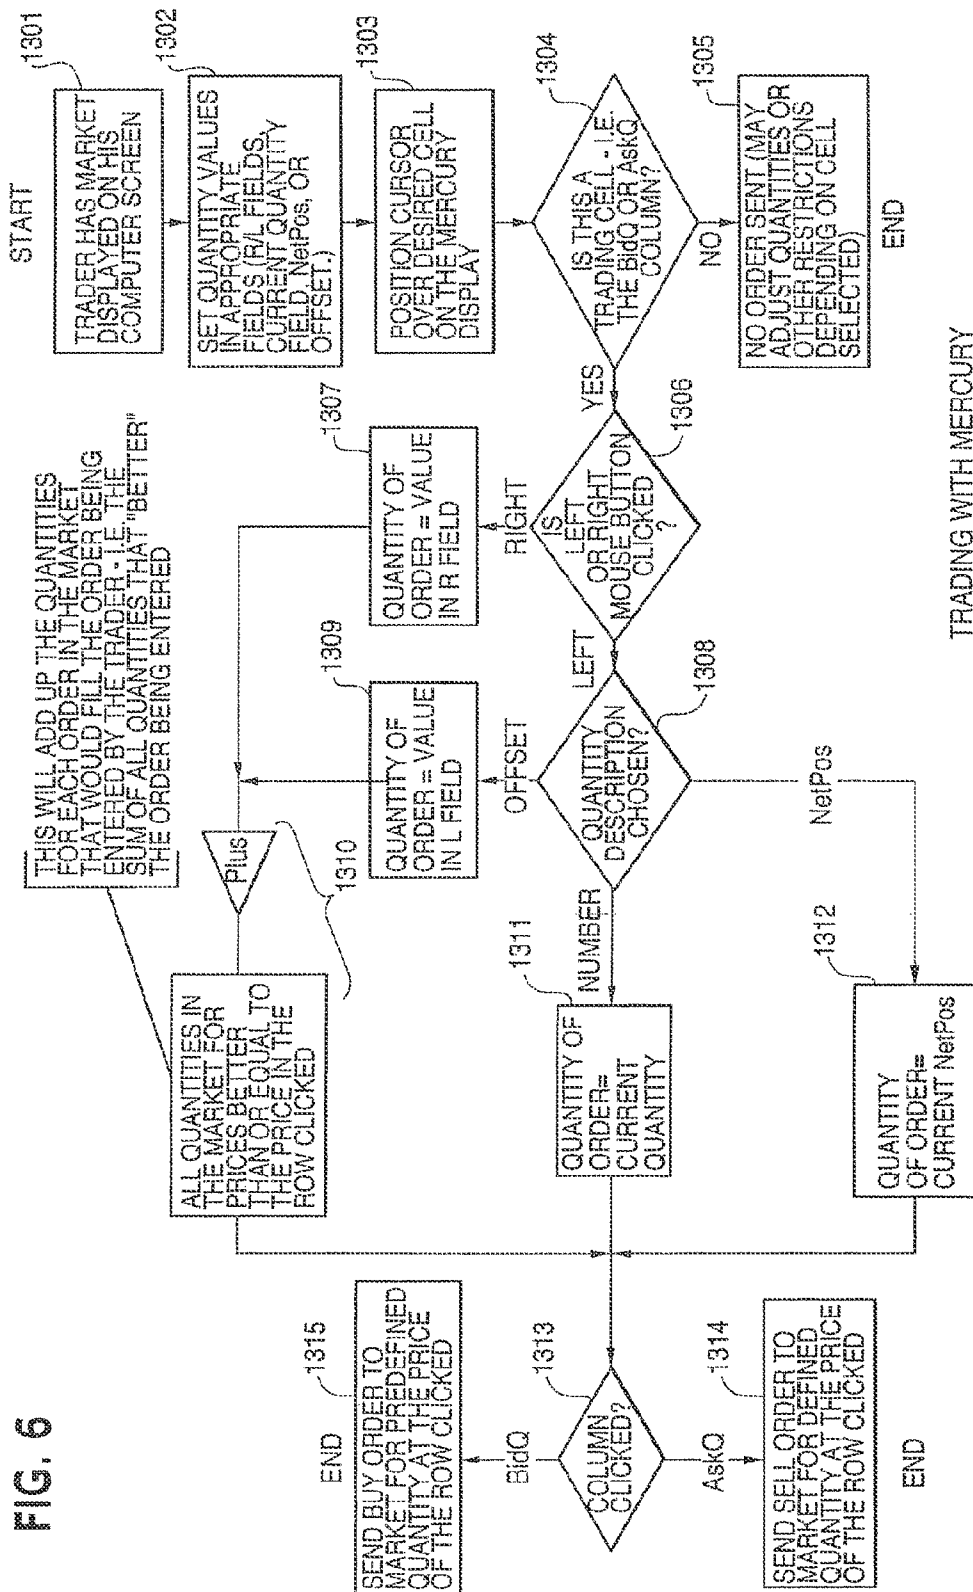 FIG. 6
START
1301
TRADER HAS MARKET
DISPLAYED ON HIS
COMPUTER SCREEN
1302
SET QUANTITY VALUES
IN APPROPRIATE
FIELDS (R/L FIELDS,
CURRENT QUANTITY
FIELD, NetPos, OR
OFFSET.)
1303
POSITION CURSOR
OVER DESIRED CELL
ON THE MERCURY
DISPLAY
1304
IS THIS A
TRADING CELL - I.E.
THE BidQ OR AskQ
COLUMN?
NO
1305
NO ORDER SENT (MAY
ADJUST QUANTITIES OR
OTHER RESTRICTIONS
DEPENDING ON CELL
SELECTED)
END
YES
1306
IS
LEFT
OR RIGHT
MOUSE BUTTON
CLICKED
?
RIGHT
1307
QUANTITY OF
ORDER = VALUE
IN R FIELD
LEFT
1308
QUANTITY
DESCRIPTION
CHOSEN?
OFFSET
1309
QUANTITY OF
ORDER = VALUE
IN L FIELD
Plus
1310
THIS WILL ADD UP THE QUANTITIES
FOR EACH ORDER IN THE MARKET
THAT WOULD FILL THE ORDER BEING
ENTERED BY THE TRADER - I.E. THE
SUM OF ALL QUANTITIES THAT "BETTER"
THE ORDER BEING ENTERED
ALL QUANTITIES IN
THE MARKET FOR
PRICES BETTER
THAN OR EQUAL TO
THE PRICE IN THE
ROW CLICKED
NUMBER
1311
QUANTITY OF
ORDER=
CURRENT
QUANTITY
NetPos
1312
QUANTITY
OF ORDER=
CURRENT NetPos
1313
COLUMN
CLICKED?
BidQ
1315
SEND BUY ORDER TO
MARKET FOR PREDEFINED
QUANTITY AT THE PRICE
OF THE ROW CLICKED
END
AskQ
1314
SEND SELL ORDER TO
MARKET FOR DEFINED
QUANTITY AT THE PRICE
OF THE ROW CLICKED
END
TRADING WITH MERCURY